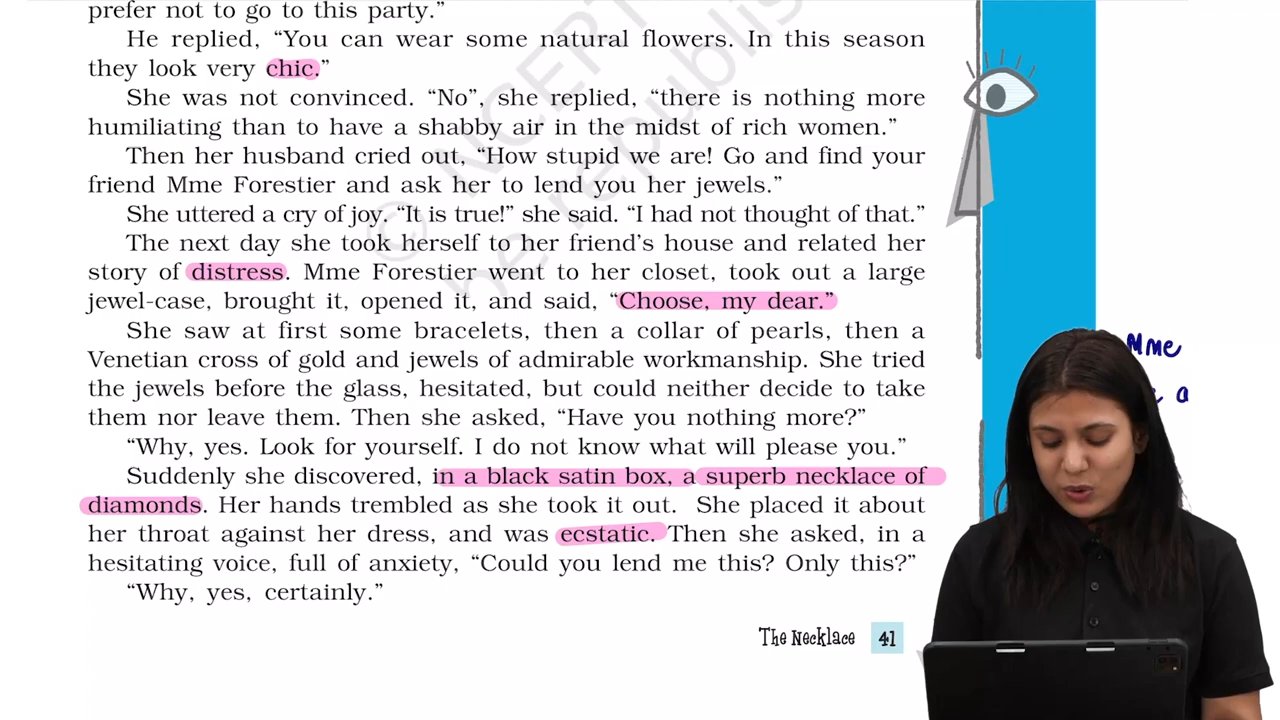 prefer not to go to this party.”
He replied, “You can wear some natural flowers. In this season
they look very chic.”
She was not convinced. “No”, she replied, “there is nothing more
humiliating than to have a shabby air in the midst of rich women.”
Then her husband cried out, “How stupid we are! Go and find your
friend Mme Forestier and ask her to lend you her jewels.”
She uttered a cry of joy. “It is true!” she said. “I had not thought of that.”
The next day she took herself to her friend’s house and related her
story of distress. Mme Forestier went to her closet, took out a large
jewel-case, brought it, opened it, and said, “Choose, my dear.”
She saw at first some bracelets, then a collar of pearls, then a
Venetian cross of gold and jewels of admirable workmanship. She tried
the jewels before the glass, hesitated, but could neither decide to take
them nor leave them. Then she asked, “Have you nothing more?”
“Why, yes. Look for yourself. I do not know what will please you.”
Suddenly she discovered, in a black satin box, a superb necklace of
diamonds. Her hands trembled as she took it out. She placed it about
her throat against her dress, and was ecstatic. Then she asked, in a
hesitating voice, full of anxiety, “Could you lend me this? Only this?”
“Why, yes, certainly.”
The Necklace 41
Mme
© NCERT
be republis